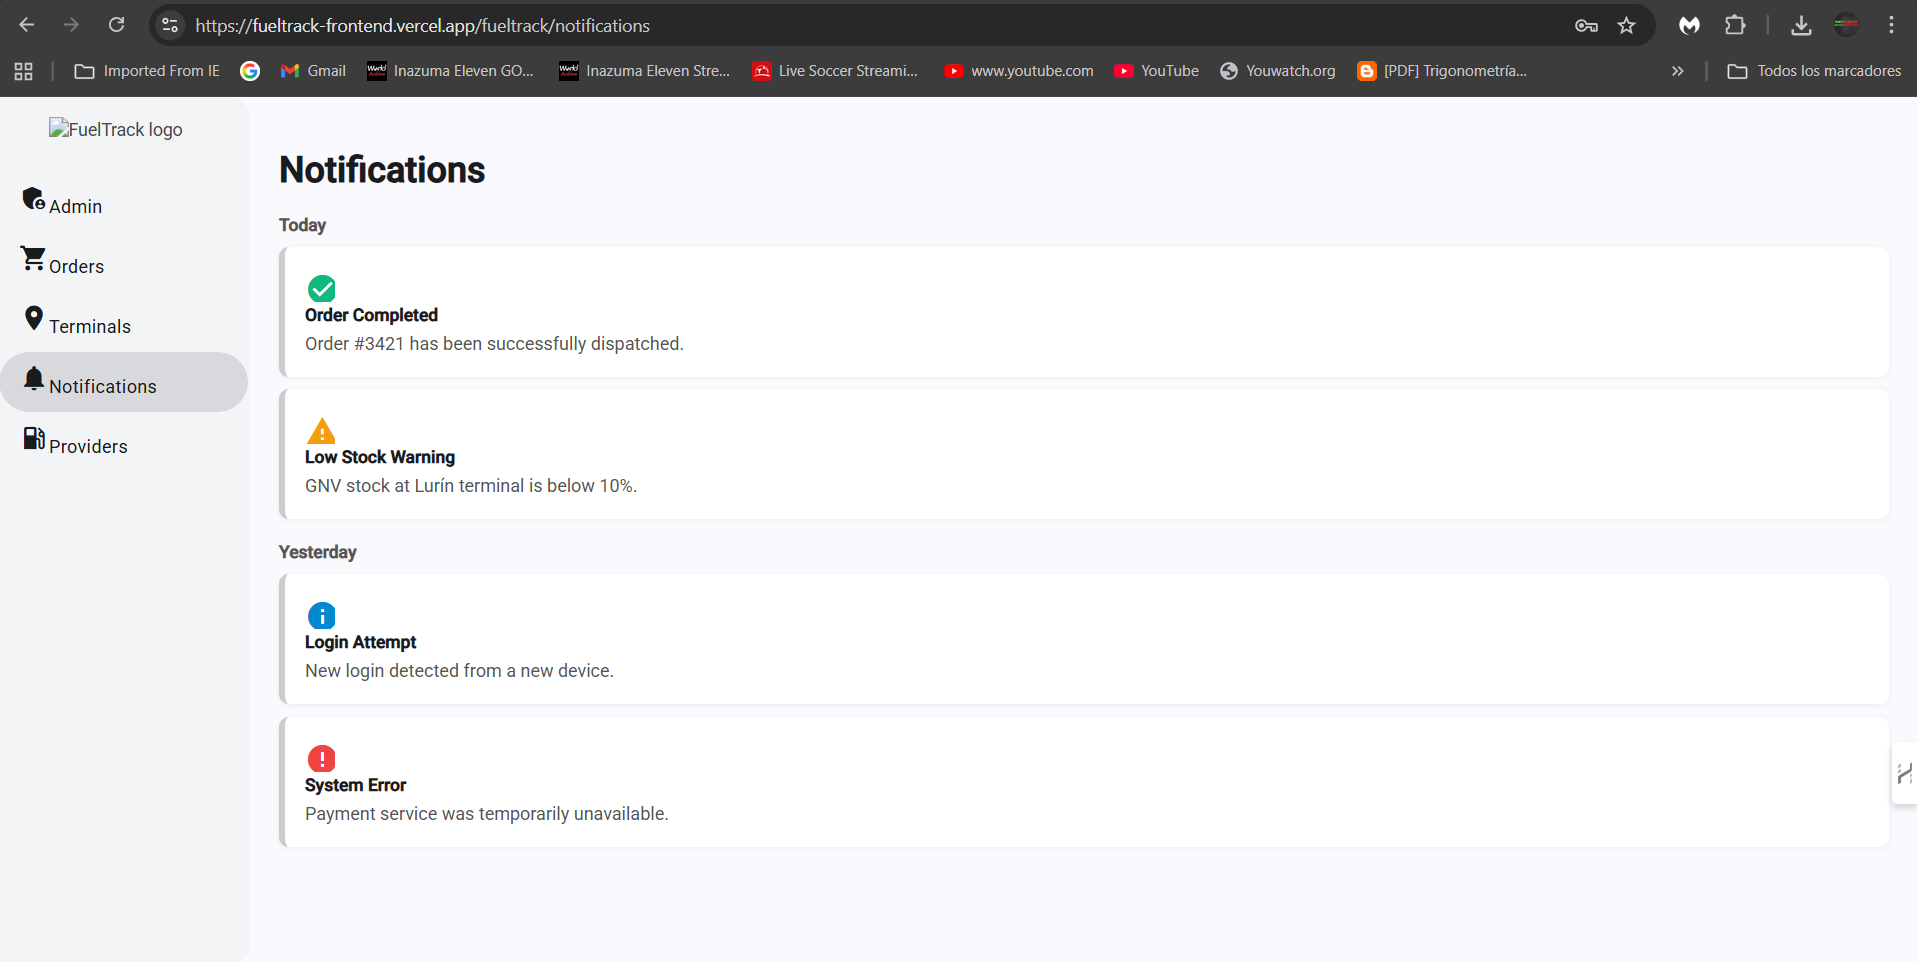 https://fueltrack-frontend.vercel.app/fueltrack/notifications
Imported From IE
Gmail
Inazuma Eleven GO...
Inazuma Eleven Stre...
Live Soccer Streami...
www.youtube.com
YouTube
Youwatch.org
[PDF] Trigonometría...
»
Todos los marcadores
FuelTrack logo
Admin
Orders
Terminals
Notifications
Providers
Notifications
Today
Order Completed
Order #3421 has been successfully dispatched.
Low Stock Warning
GNV stock at Lurín terminal is below 10%.
Yesterday
Login Attempt
New login detected from a new device.
System Error
Payment service was temporarily unavailable.